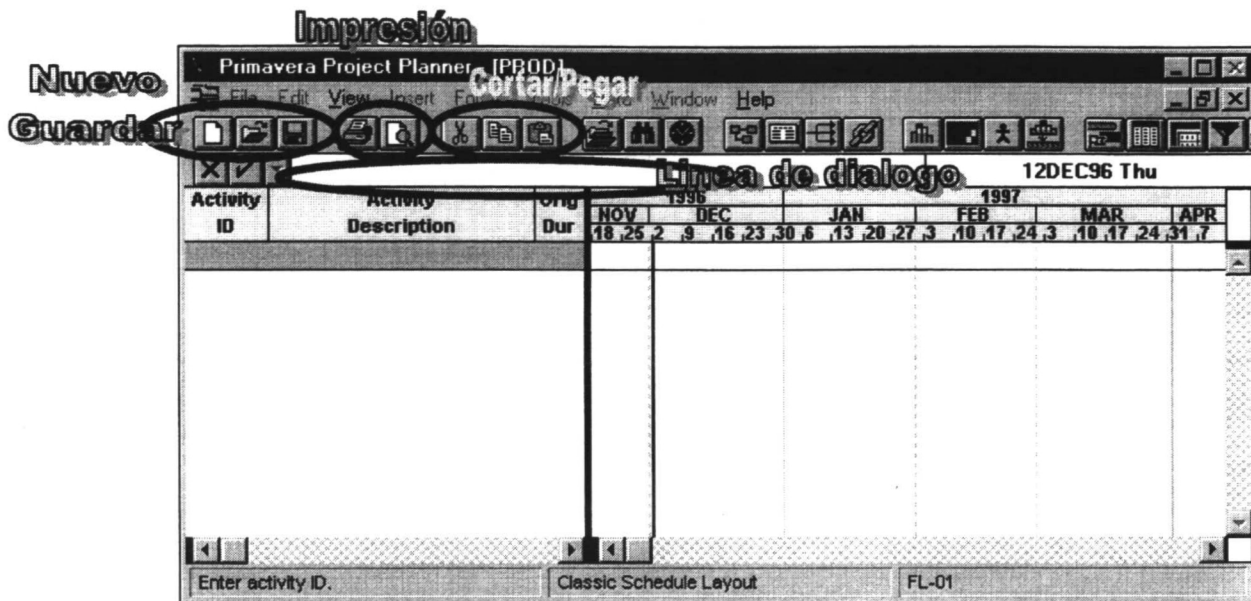 Impresión
Primavera Project Planner - [PROD]
Nuevo
Cortar/Pegar
File Edit View Insert Window Help
Guardar
Línea de dialogo
12DEC96 Thu
Activity ID
Activity Description
Orig Dur
1996 1997
NOV DEC JAN FEB MAR APR
18 25 2 9 16 23 30 6 13 20 27 3 10 17 24 3 10 17 24 31 7
Enter activity ID. Classic Schedule Layout FL-01